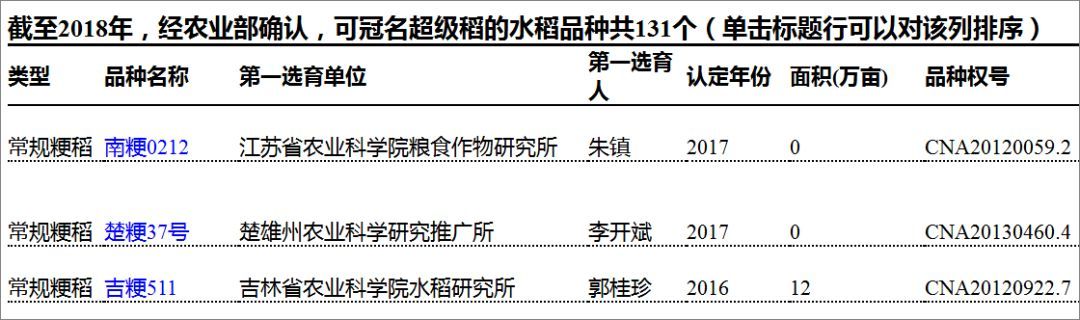 截至2018年，经农业部确认，可冠名超级稻的水稻品种共131个（单击标题行可以对该列排序）
类型 品种名称 第一选育单位 第一选育人 认定年份 面积(万亩) 品种权号
常规粳稻 南粳0212 江苏省农业科学院粮食作物研究所 朱镇 2017 0 CNA20120059.2
常规粳稻 楚粳37号 楚雄州农业科学研究推广所 李开斌 2017 0 CNA20130460.4
常规粳稻 吉粳511 吉林省农业科学院水稻研究所 郭桂珍 2016 12 CNA20120922.7